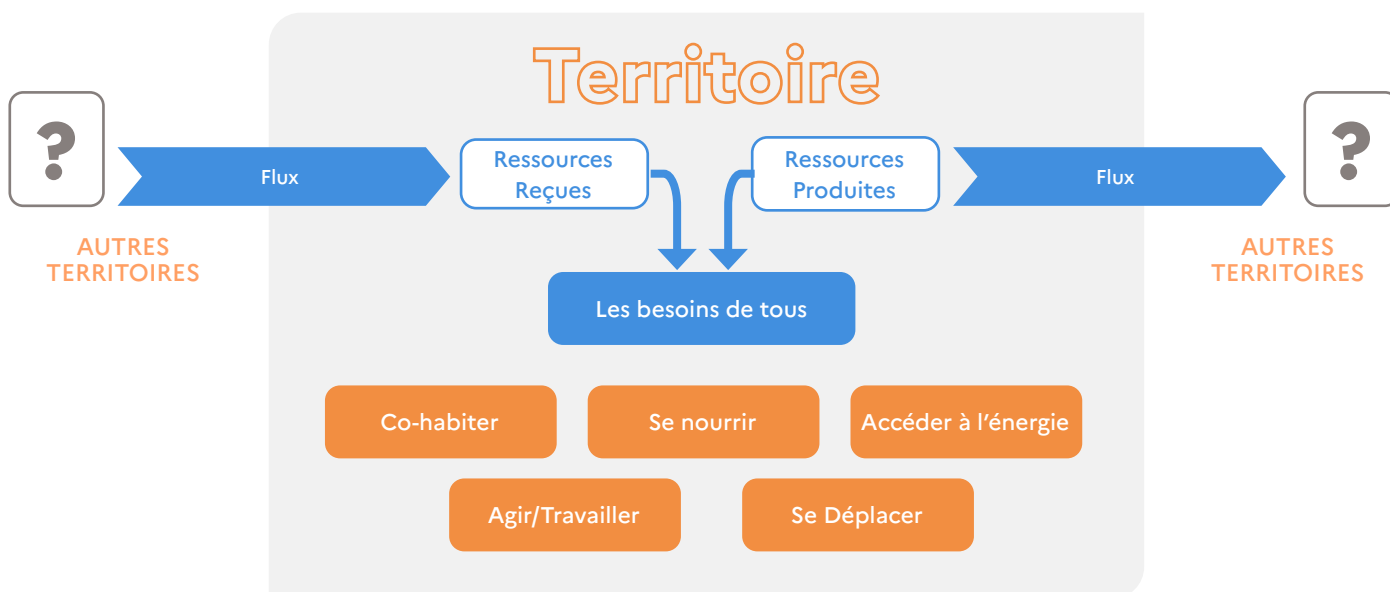 Territoire
?
Flux
Ressources
Reçues
Ressources
Produites
Flux
?
AUTRES
TERRITOIRES
AUTRES
TERRITOIRES
Les besoins de tous
Co-habiter
Se nourrir
Accéder à l’énergie
Agir/Travailler
Se Déplacer